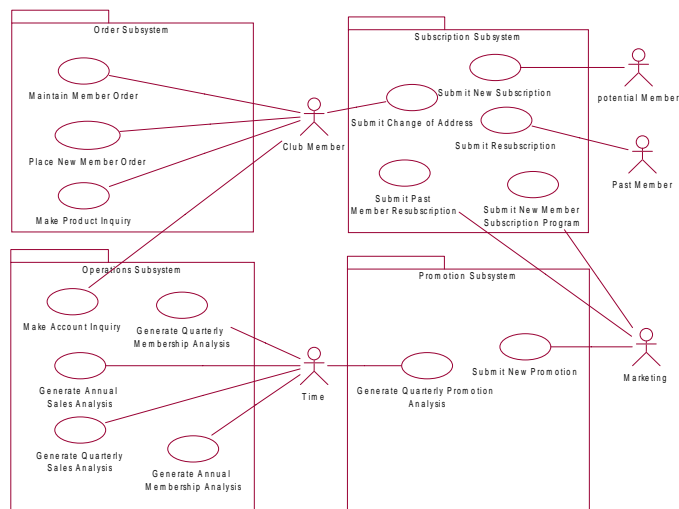 Order Subsystem
Maintain Member Order
Place New Member Order
Make Product Inquiry
Club Member
Subscription Subsystem
Submit New Subscription
Submit Change of Address
Submit Resubscription
Submit Past
Member Resubscription
Submit New Member
Subscription Program
potential Member
Past Member
Operations Subsystem
Make Account Inquiry
Generate Quarterly
Membership Analysis
Generate Annual
Sales Analysis
Generate Quarterly
Sales Analysis
Generate Annual
Membership Analysis
Time
Promotion Subsystem
Generate Quarterly Promotion
Analysis
Submit New Promotion
Marketing